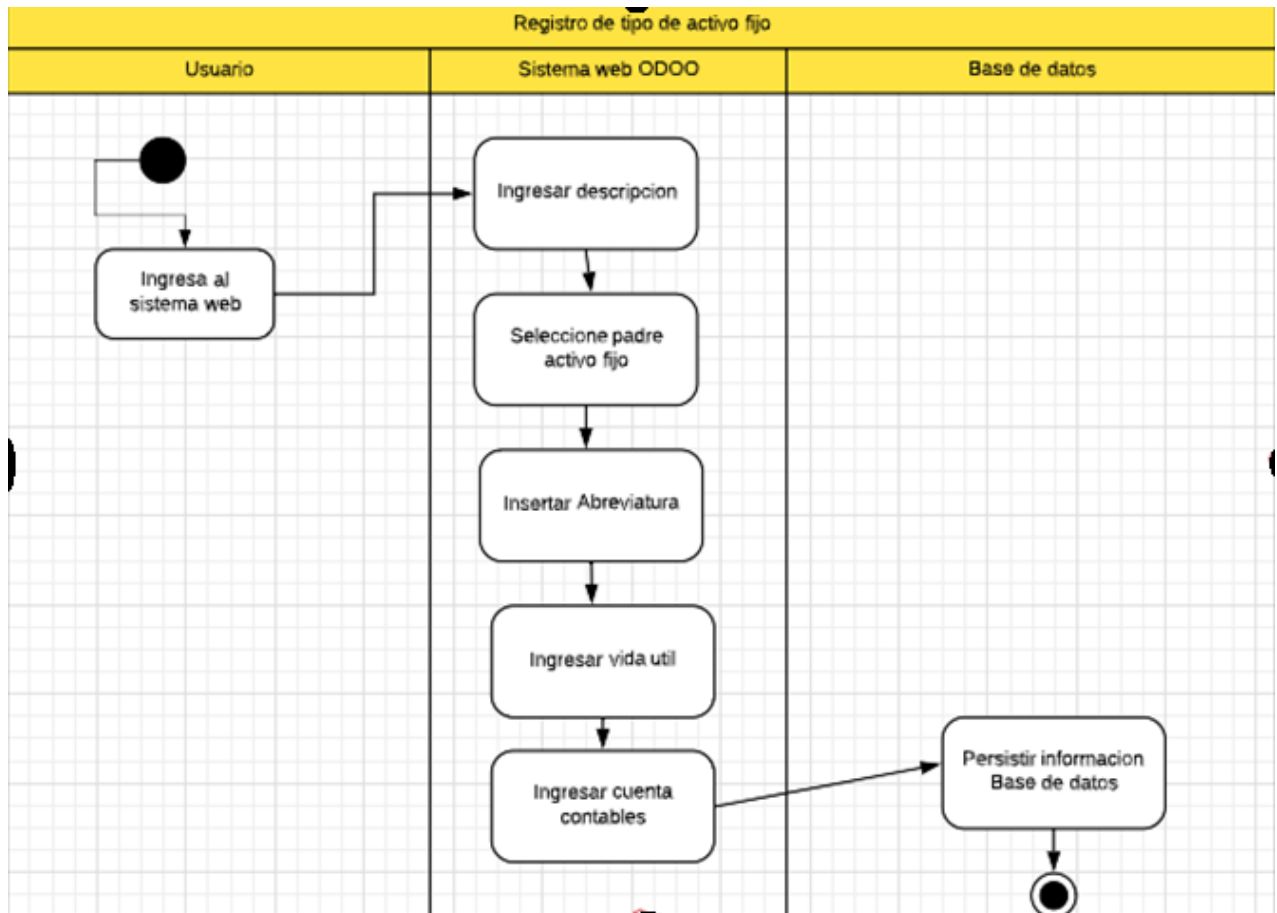 Registro de tipo de activo fijo
Usuario
Sistema web ODOO
Base de datos
Ingresa al
sistema web
Ingresar descripcion
Seleccione padre
activo fijo
Insertar Abreviatura
Ingresar vida util
Ingresar cuenta
contables
Persistir informacion
Base de datos